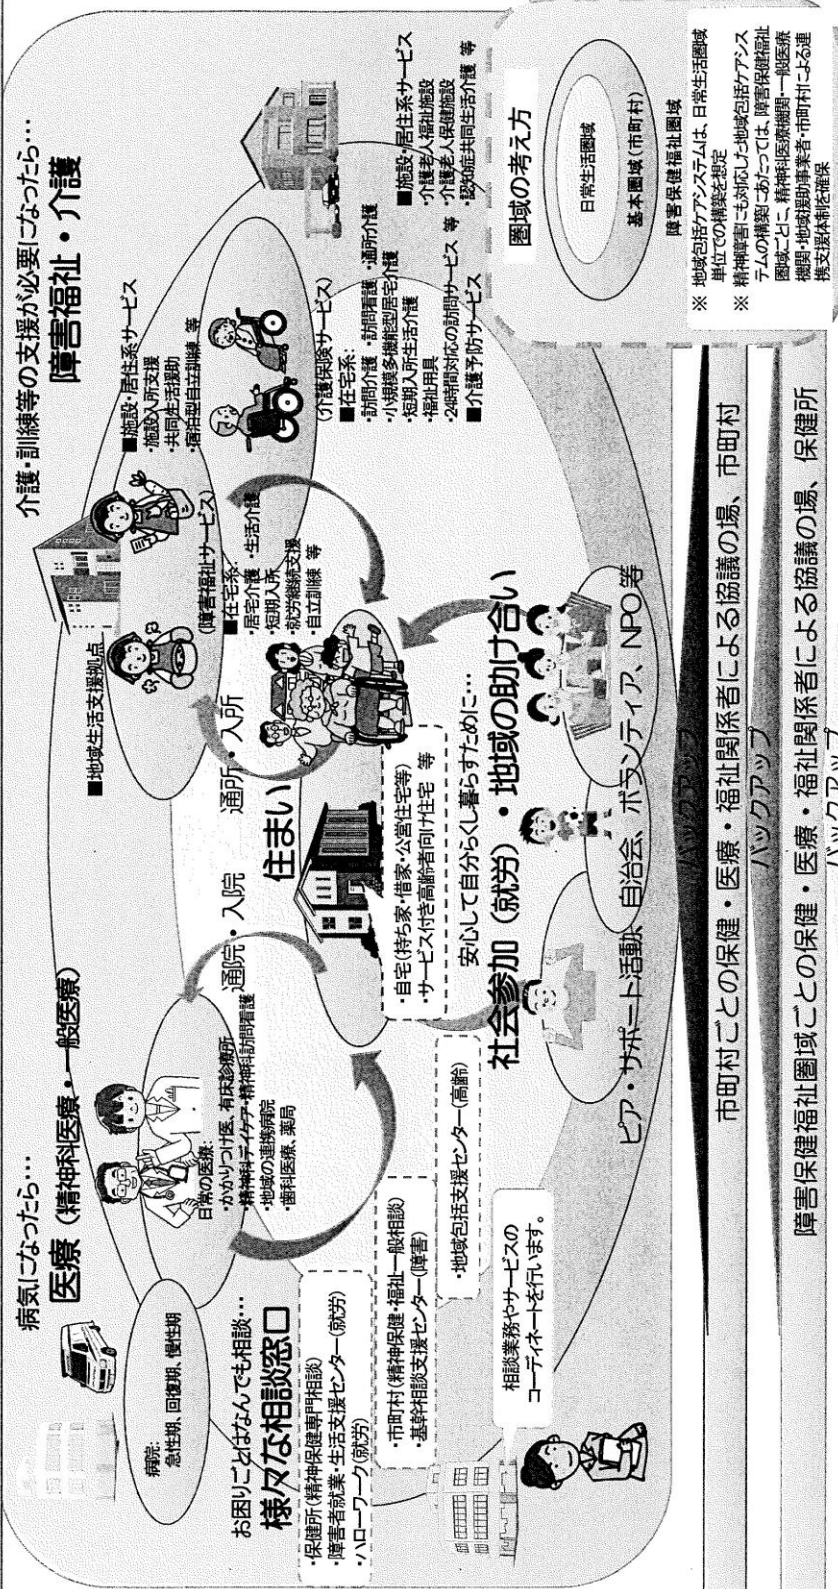 病気になったら…
医療（精神科医療・一般医療）
病院：
急性期、回復期、慢性期
日常の医療：
・かかりつけ医、有床診療所
・精神科デイケア・精神科訪問看護
・地域の連携病院
・歯科医療、薬局
通院・入院
通所・入所
介護・訓練等の支援が必要になったら…
障害福祉・介護
■地域生活支援拠点
■施設・居住系サービス
・施設入所支援
・共同生活援助
・宿泊型自立訓練 等
（障害福祉サービス）
■在宅系：
・居宅介護 ・生活介護
・短期入所
・就労継続支援
・自立訓練 等
（介護保険サービス）
■在宅系：
・訪問介護 ・訪問看護 ・通所介護
・小規模多機能型居宅介護
・短期入所生活介護
・福祉用具
・24時間対応の訪問サービス 等
■介護予防サービス
■施設・居住系サービス
・介護老人福祉施設
・介護老人保健施設
・認知症共同生活介護 等
お困りごとはなんでも相談…
様々な相談窓口
・保健所（精神保健専門相談）
・障害者就業・生活支援センター（就労）
・ハローワーク（就労）
・市町村（精神保健・福祉一般相談）
・基幹相談支援センター（障害）
・地域包括支援センター（高齢）
相談業務やサービスの
コーディネートを行います。
住まい
・自宅（持ち家・借家・公営住宅等）
・サービス付き高齢者向け住宅 等
安心して自分らしく暮らすために…
社会参加（就労）・地域の助け合い
ピア・サポート活動、自治会、ボランティア、NPO等
圏域の考え方
日常生活圏域
基本圏域（市町村）
障害保健福祉圏域
※ 地域包括ケアシステムは、日常生活圏域
単位での構築を想定
※ 精神障害にも対応した地域包括ケアシス
テムの構築にあたっては、障害保健福祉
圏域ごとに、精神科医療機関・一般医療
機関・地域援助事業者・市町村による連
携支援体制を確保
バックアップ
市町村ごとの保健・医療・福祉関係者による協議の場、市町村
バックアップ
障害保健福祉圏域ごとの保健・医療・福祉関係者による協議の場、保健所
バックアップ